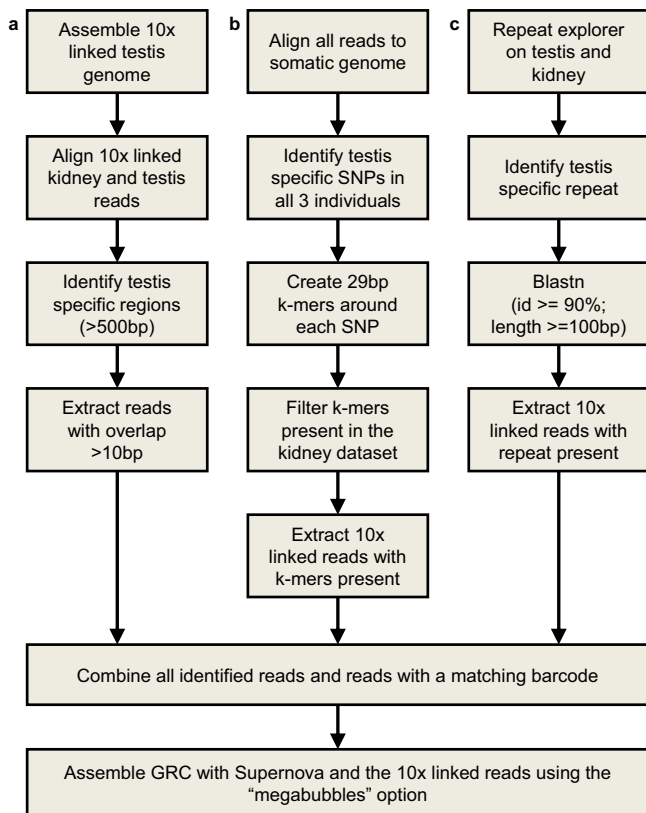 a
Assemble 10x
linked testis
genome
Align 10x linked
kidney and testis
reads
Identify testis
specific regions
(>500bp)
Extract reads
with overlap
>10bp
b
Align all reads to
somatic genome
Identify testis
specific SNPs in
all 3 individuals
Create 29bp
k-mers around
each SNP
Filter k-mers
present in the
kidney dataset
Extract 10x
linked reads with
k-mers present
c
Repeat explorer
on testis and
kidney
Identify testis
specific repeat
Blastn
(id >= 90%;
length >=100bp)
Extract 10x
linked reads with
repeat present
Combine all identified reads and reads with a matching barcode
Assemble GRC with Supernova and the 10x linked reads using the
“megabubbles” option